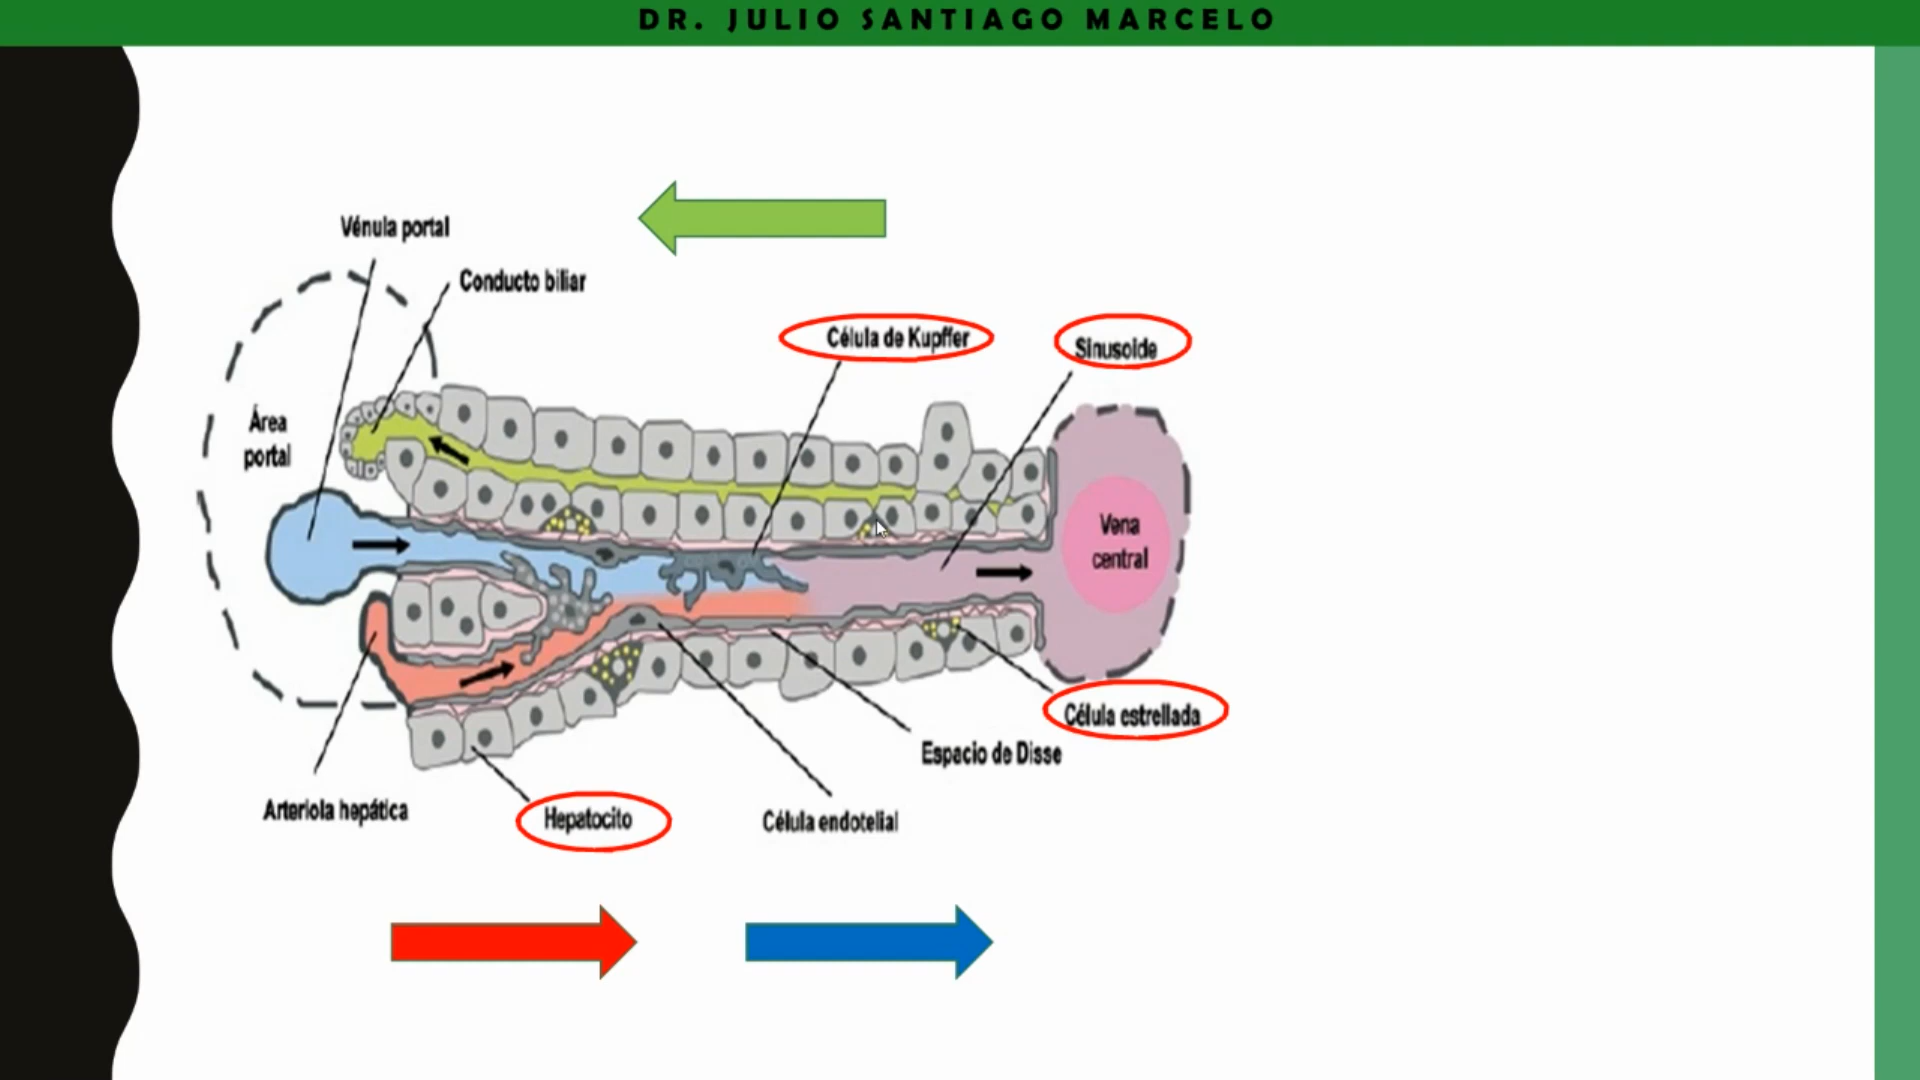 DR. JULIO SANTIAGO MARCELO
Vénula portal
Conducto biliar
Célula de Kupffer
Sinusoide
Área
portal
Vena
central
Célula estrellada
Espacio de Disse
Arteriola hepática
Hepatocito
Célula endotelial